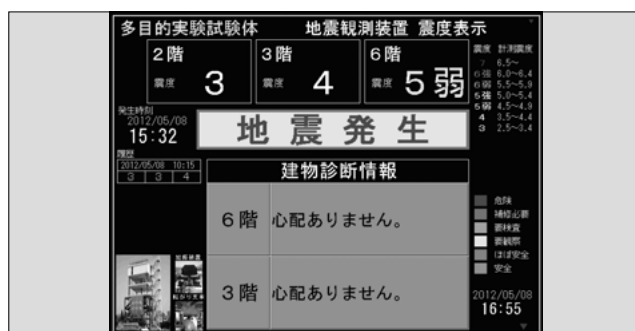 多目的実験試験体　地震観測装置 震度表示
2階 震度 3
3階 震度 4
6階 震度 5弱
震度 計測震度
7 6.5～
6強 6.0～6.4
6弱 5.5～5.9
5強 5.0～5.4
5弱 4.5～4.9
4 3.5～4.4
3 2.5～3.4
発生時刻
2012/05/08
15:32
地震発生
履歴
2012/05/08 10:15
3 3 4
建物診断情報
6階 心配ありません。
3階 心配ありません。
危険
補修必要
要検査
要観察
ほぼ安全
安全
2012/05/08
16:55